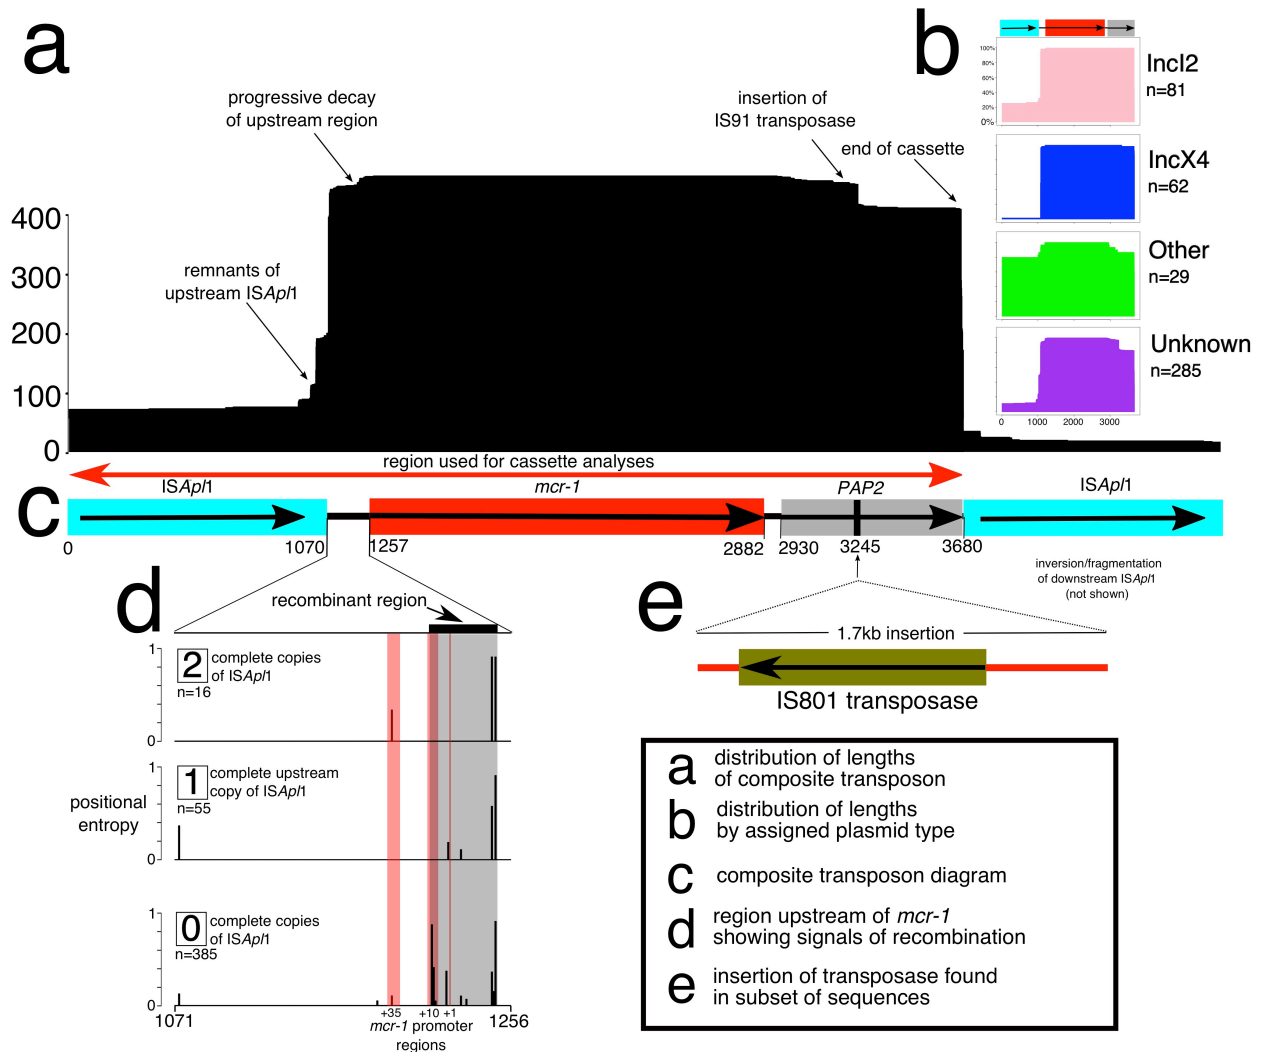 a
progressive decay
of upstream region
insertion of
IS91 transposase
end of cassette
remnants of
upstream ISApl1
400
300
200
100
0
b
100%
80%
60%
40%
20%
0%
IncI2
n=81
IncX4
n=62
Other
n=29
Unknown
n=285
0 1000 2000 3000
region used for cassette analyses
c
ISApl1 mcr-1 PAP2 ISApl1
0 1070 1257 2882 2930 3245 3680
inversion/fragmentation
of downstream ISApl1
(not shown)
d
recombinant region
1
2 complete copies
of ISApl1
n=16
0
1
1 complete upstream
copy of ISApl1
n=55
0
positional
entropy
1
0 complete copies
of ISApl1
n=385
0
1071 1256
+35 +10 +1
mcr-1 promoter
regions
e
1.7kb insertion
IS801 transposase
a distribution of lengths
of composite transposon
b distribution of lengths
by assigned plasmid type
c composite transposon diagram
d region upstream of mcr-1
showing signals of recombination
e insertion of transposase found
in subset of sequences